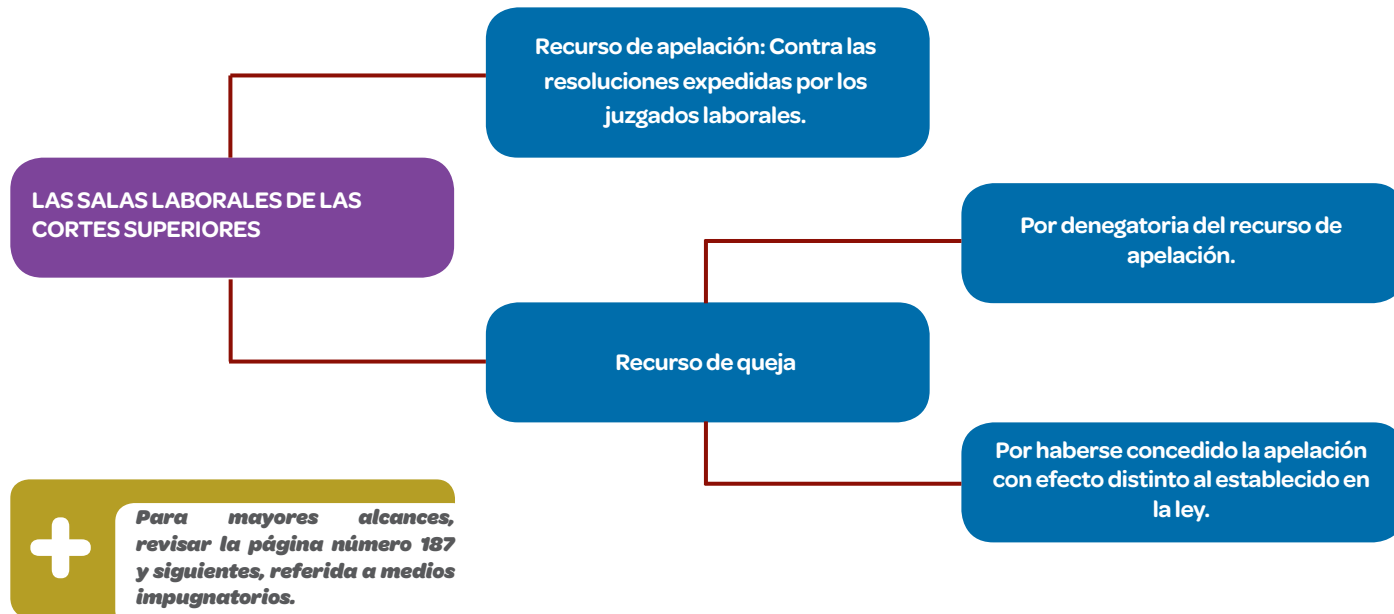 Recurso de apelación: Contra las
resoluciones expedidas por los
juzgados laborales.
LAS SALAS LABORALES DE LAS
CORTES SUPERIORES
Por denegatoria del recurso de
apelación.
Recurso de queja
Por haberse concedido la apelación
con efecto distinto al establecido en
la ley.
Para mayores alcances,
revisar la página número 187
y siguientes, referida a medios
impugnatorios.